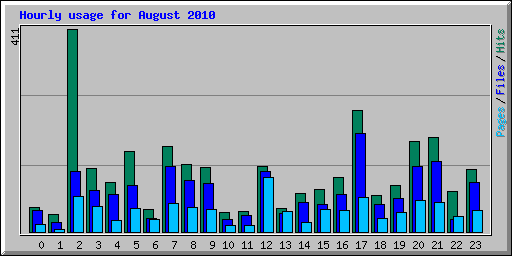 Hourly usage for August 2010
411
Pages / Files / Hits
0 1 2 3 4 5 6 7 8 9 10 11 12 13 14 15 16 17 18 19 20 21 22 23